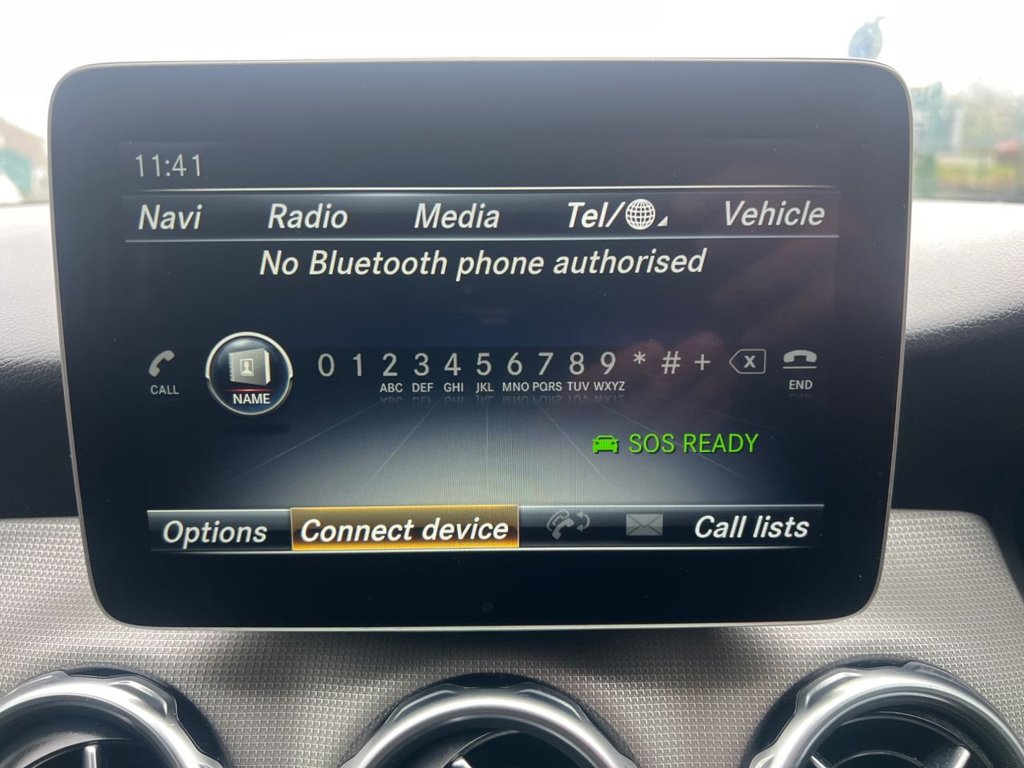 11:41
Navi Radio Media Tel/ Vehicle
No Bluetooth phone authorised
0 1 2 3 4 5 6 7 8 9 * # +
CALL NAME ABC DEF GHI JKL MNO PQRS TUV WXYZ END
SOS READY
Options Connect device Call lists